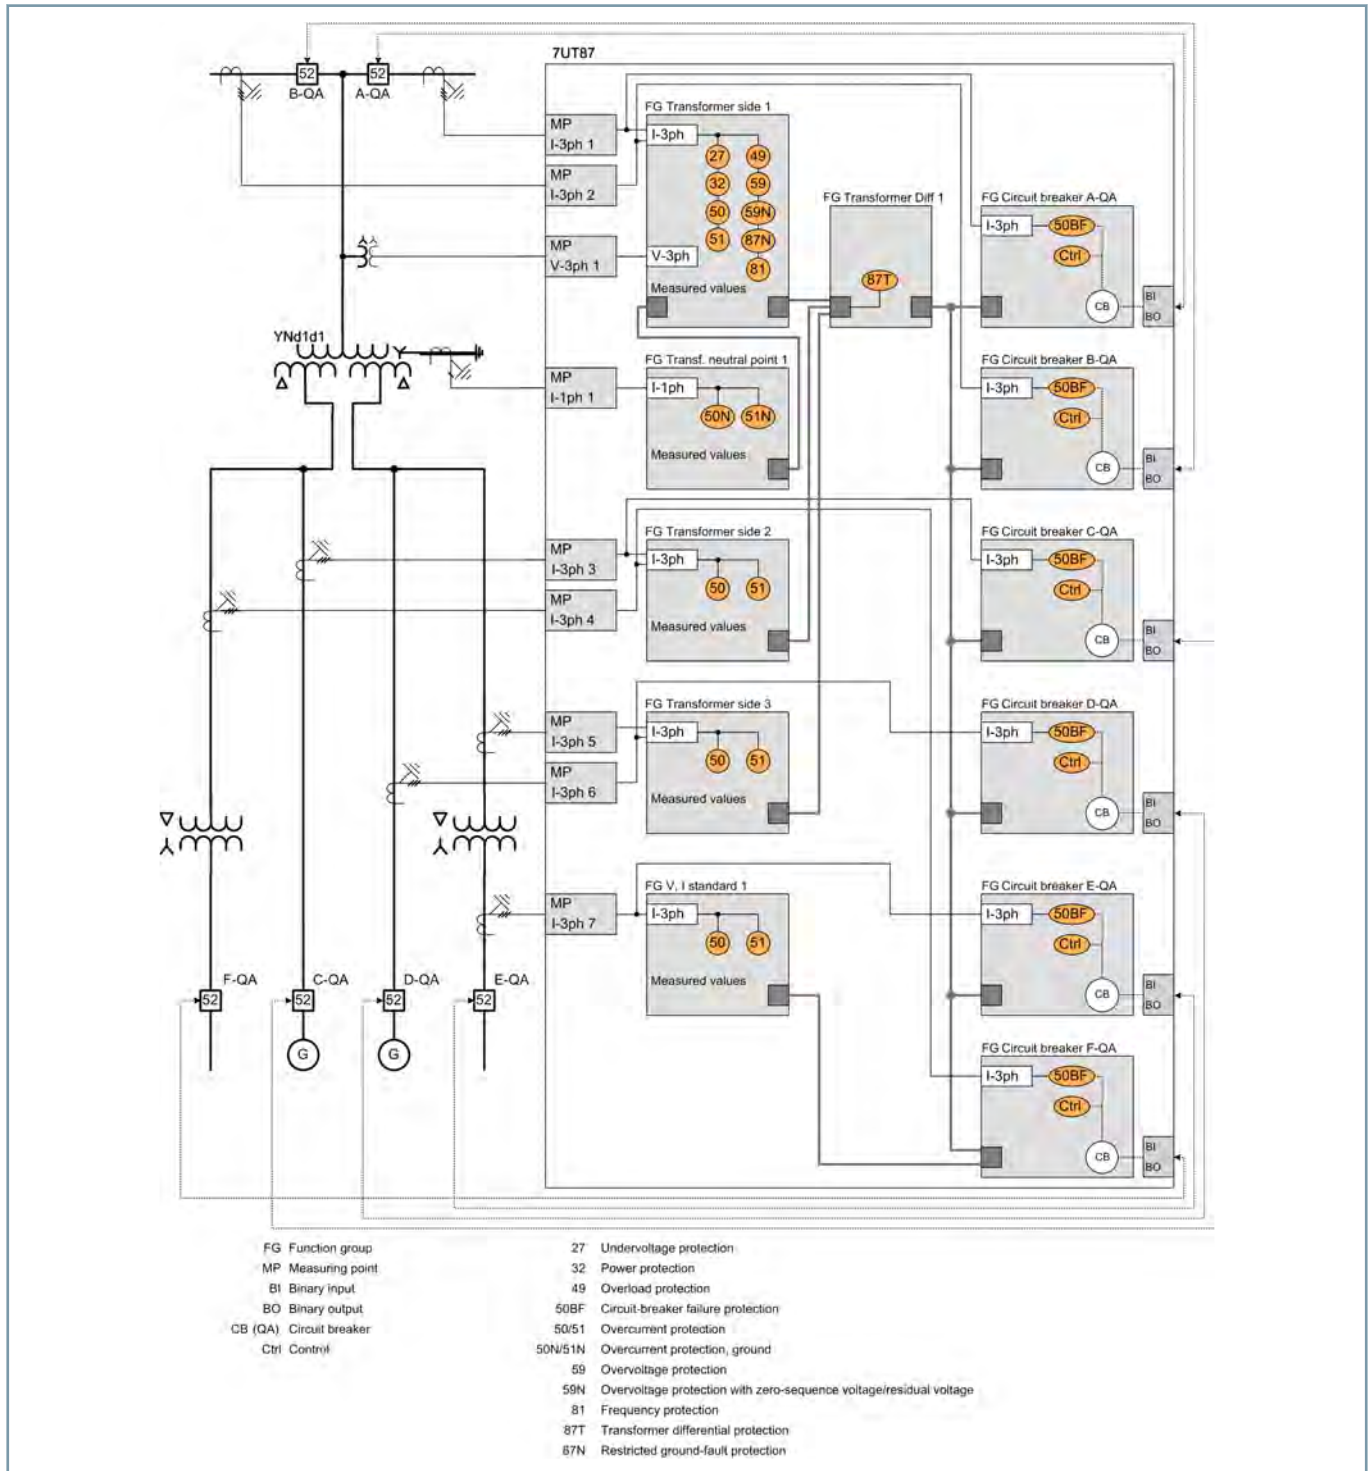 7UT87
52
52
B-QA
A-QA
MP
I-3ph 1
MP
I-3ph 2
MP
V-3ph 1
FG Transformer side 1
I-3ph
27
49
32
59
50
59N
51
87N
81
V-3ph
Measured values
FG Transformer Diff 1
87T
FG Circuit breaker A-QA
I-3ph
50BF
Ctrl
CB
BI
BO
YNd1d1
MP
I-1ph 1
FG Transf. neutral point 1
I-1ph
50N
51N
Measured values
FG Circuit breaker B-QA
I-3ph
50BF
Ctrl
CB
BI
BO
MP
I-3ph 3
MP
I-3ph 4
FG Transformer side 2
I-3ph
50
51
Measured values
FG Circuit breaker C-QA
I-3ph
50BF
Ctrl
CB
BI
BO
MP
I-3ph 5
MP
I-3ph 6
FG Transformer side 3
I-3ph
50
51
Measured values
FG Circuit breaker D-QA
I-3ph
50BF
Ctrl
CB
BI
BO
MP
I-3ph 7
FG V, I standard 1
I-3ph
50
51
Measured values
FG Circuit breaker E-QA
I-3ph
50BF
Ctrl
CB
BI
BO
F-QA
C-QA
D-QA
E-QA
52
52
52
52
G
G
FG Circuit breaker F-QA
I-3ph
50BF
Ctrl
CB
BI
BO
FG Function group
MP Measuring point
BI Binary input
BO Binary output
CB (QA) Circuit breaker
Ctrl Control
27 Undervoltage protection
32 Power protection
49 Overload protection
50BF Circuit-breaker failure protection
50/51 Overcurrent protection
50N/51N Overcurrent protection, ground
59 Overvoltage protection
59N Overvoltage protection with zero-sequence voltage/residual voltage
81 Frequency protection
87T Transformer differential protection
87N Restricted ground-fault protection